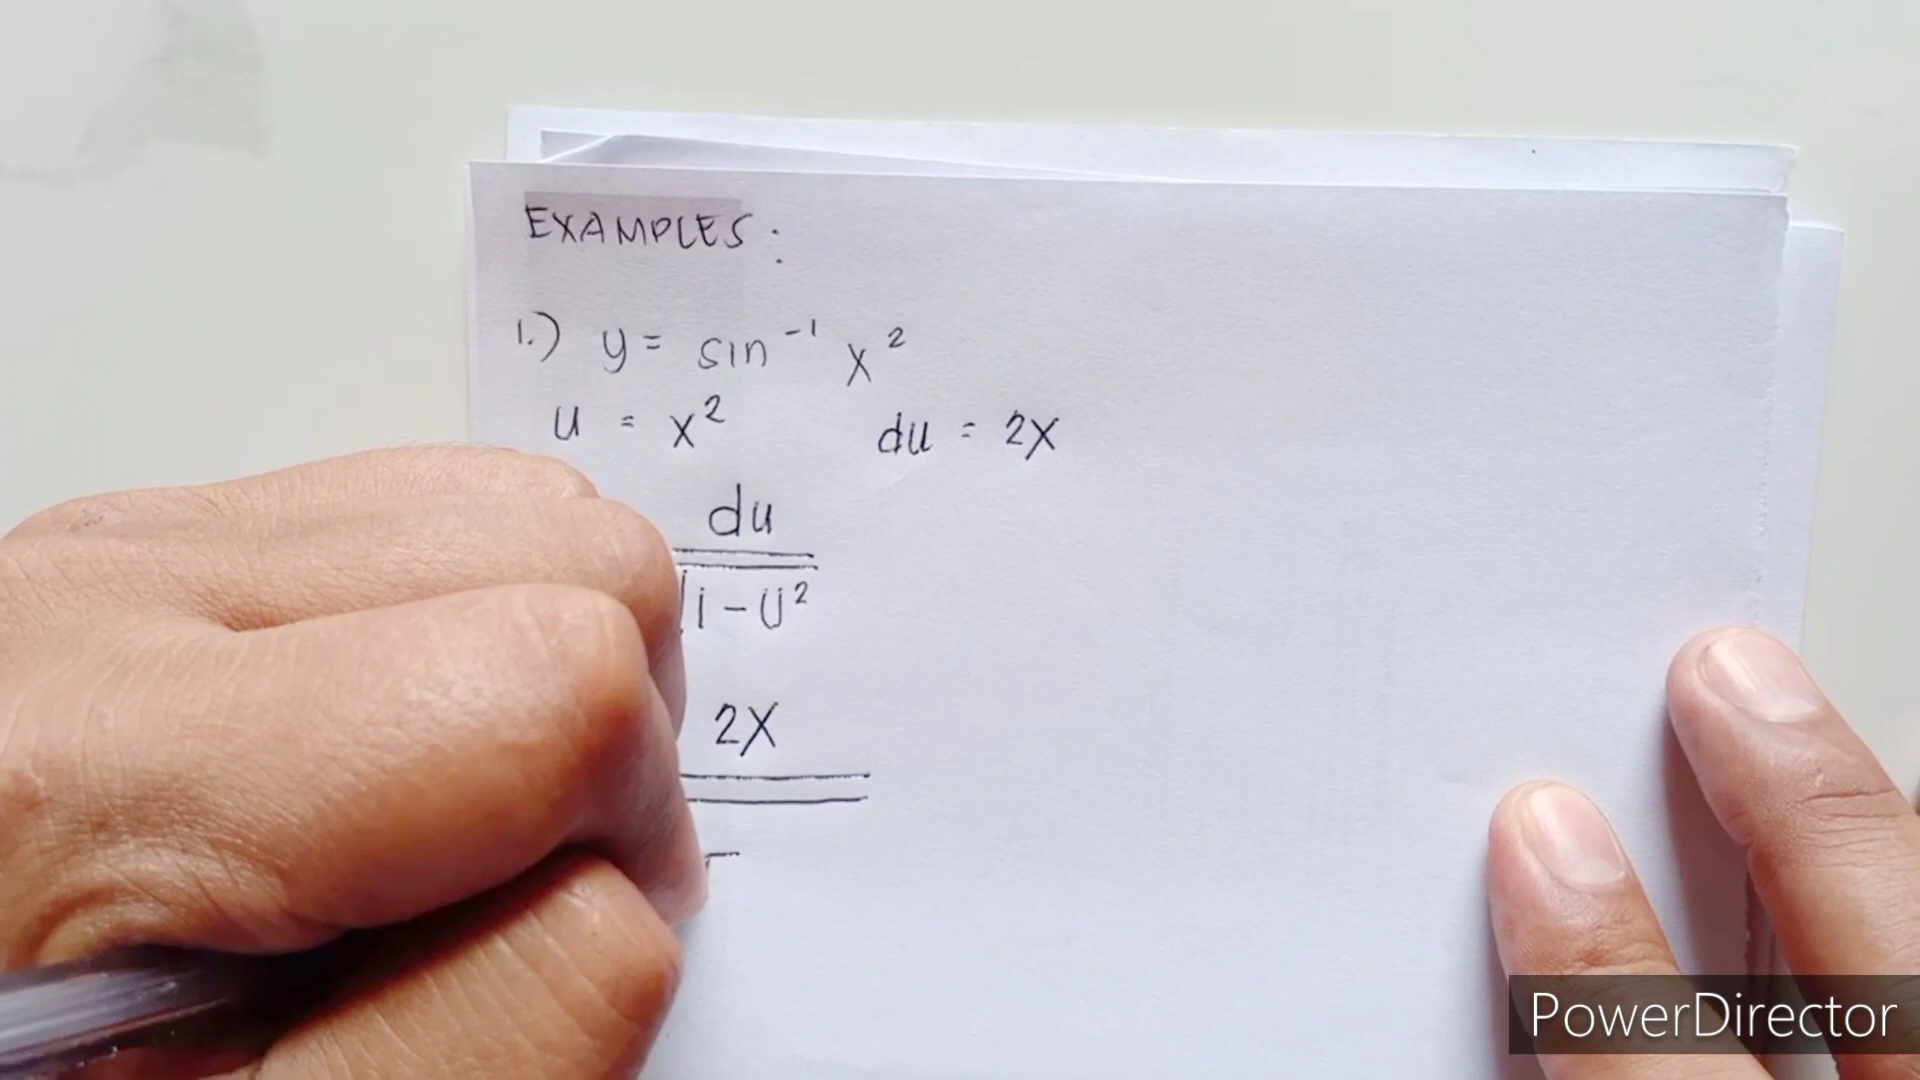 EXAMPLES:
1.) y = sin⁻¹ x²
u = x² du = 2x
du
√1-u²
2x
PowerDirector